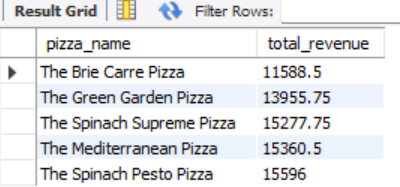 Result Grid Filter Rows:
pizza_name total_revenue
The Brie Carre Pizza 11588.5
The Green Garden Pizza 13955.75
The Spinach Supreme Pizza 15277.75
The Mediterranean Pizza 15360.5
The Spinach Pesto Pizza 15596